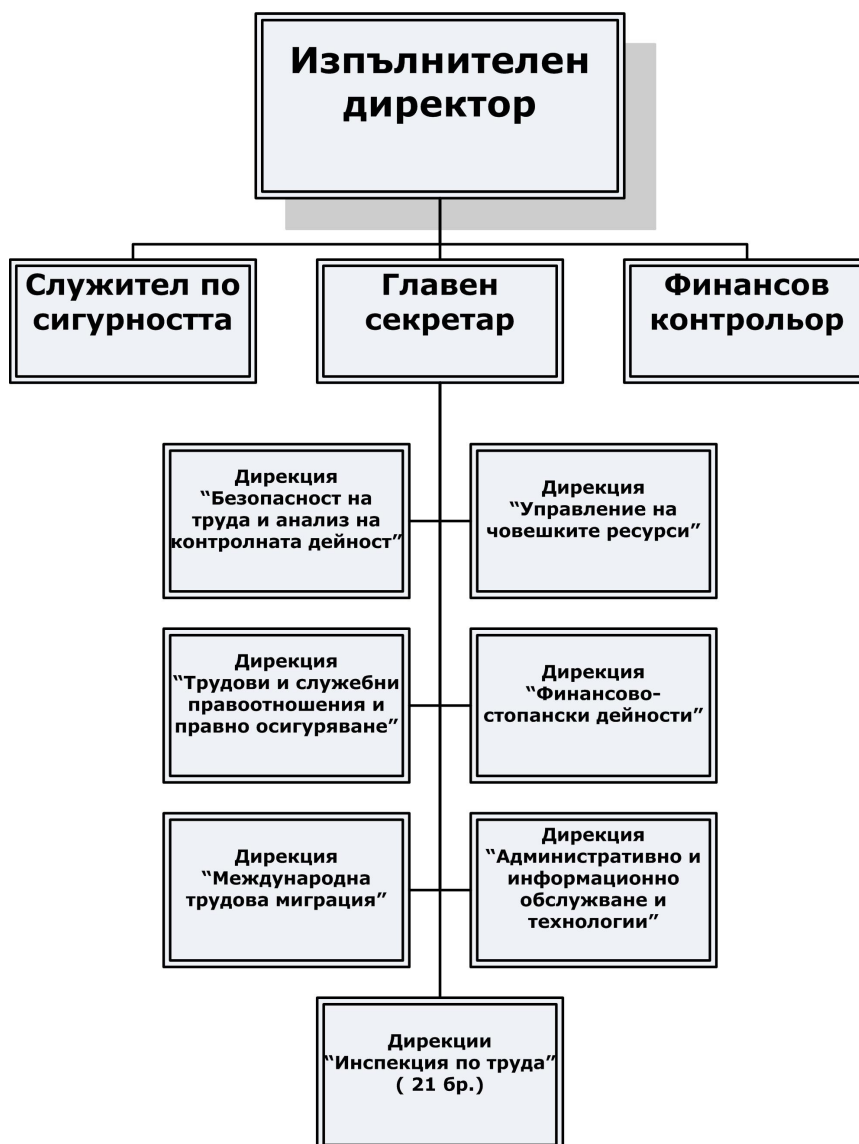 Изпълнителен
директор
Служител по
сигурността
Главен
секретар
Финансов
контрольор
Дирекция
“Безопасност на
труда и анализ на
контролната дейност”
Дирекция
“Управление на
човешките ресурси”
Дирекция
“Трудови и служебни
правоотношения и
правно осигуряване”
Дирекция
“Финансово-
стопански дейности”
Дирекция
“Международна
трудова миграция”
Дирекция
“Административно и
информационно
обслужване и
технологии”
Дирекции
“Инспекция по труда”
( 21 бр.)